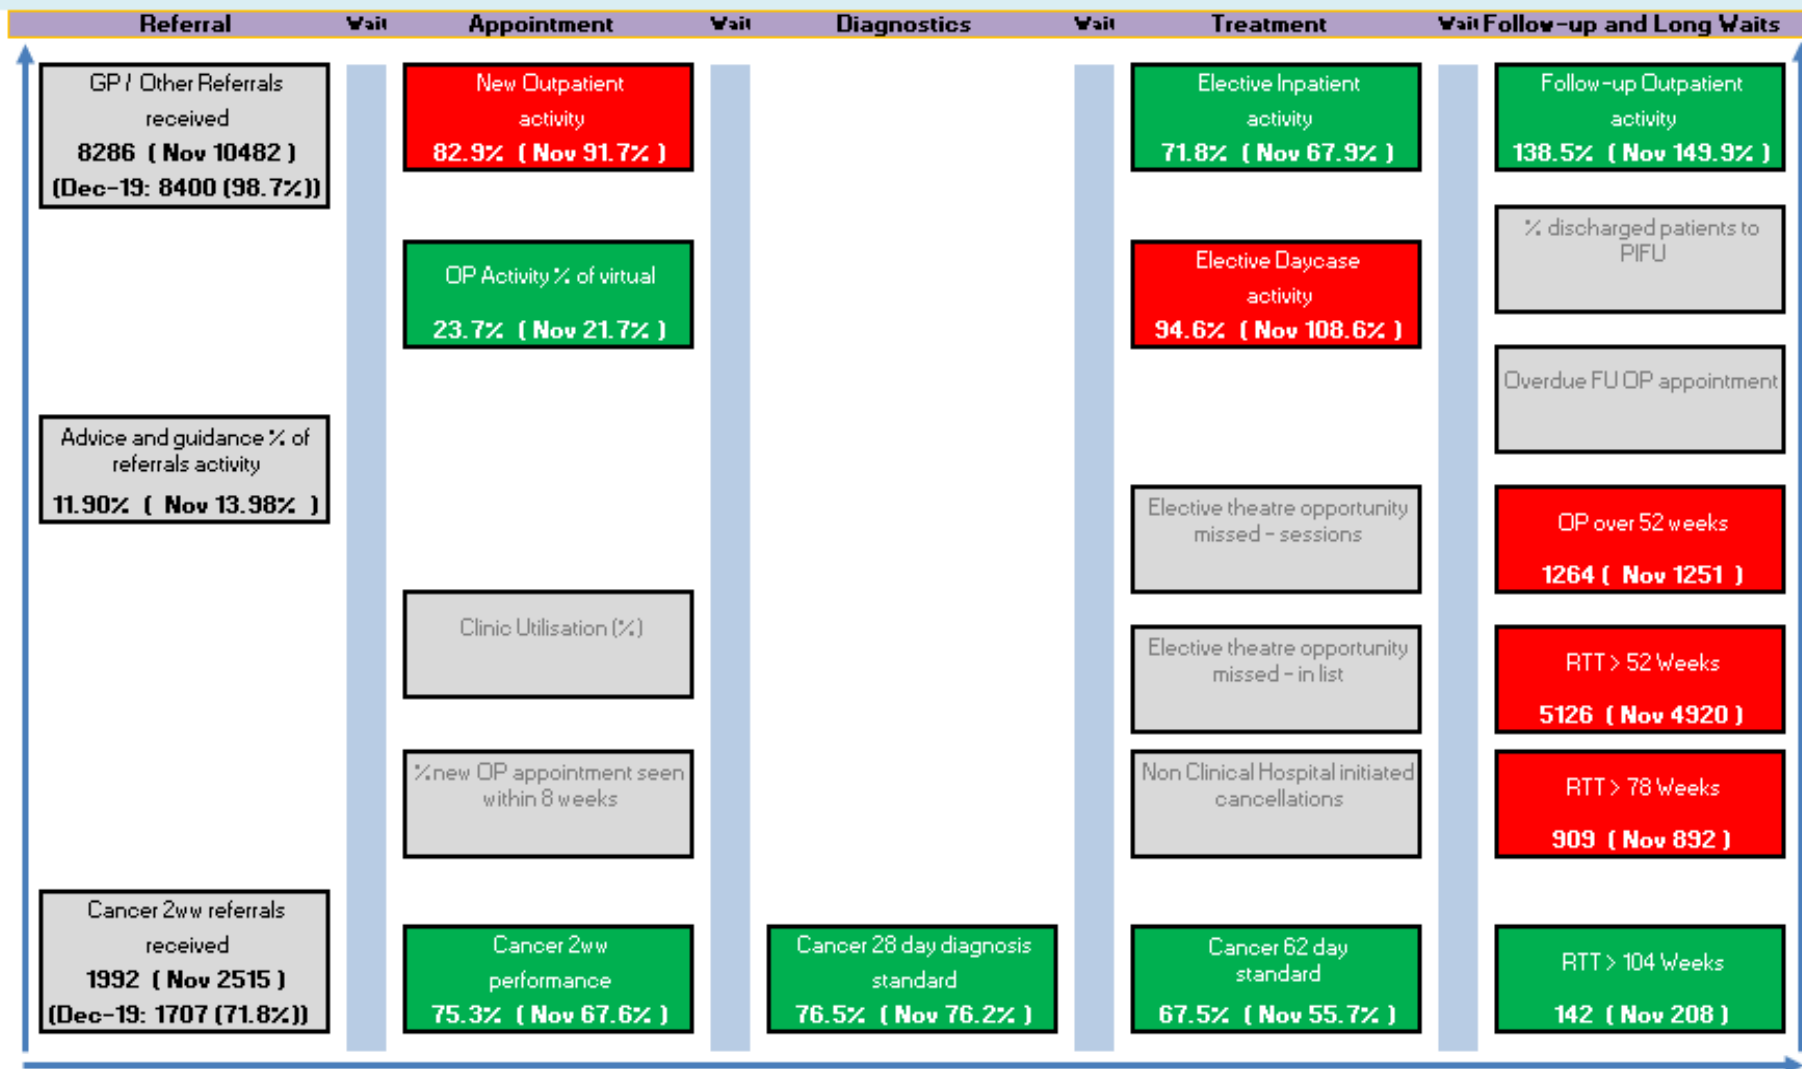 Referral Wait Appointment Wait Diagnostics Wait Treatment Wait Follow-up and Long Waits
GP / Other Referrals
received
8286 ( Nov 10482 )
(Dec-19: 8400 (98.7%))
Advice and guidance % of
referrals activity
11.90% ( Nov 13.98% )
Cancer 2ww referrals
received
1992 ( Nov 2515 )
(Dec-19: 1707 (71.8%))
New Outpatient
activity
82.9% ( Nov 91.7% )
OP Activity % of virtual
23.7% ( Nov 21.7% )
Clinic Utilisation (%)
% new OP appointment seen
within 8 weeks
Cancer 2ww
performance
75.3% ( Nov 67.6% )
Cancer 28 day diagnosis
standard
76.5% ( Nov 76.2% )
Elective Inpatient
activity
71.8% ( Nov 67.9% )
Elective Daycase
activity
94.6% ( Nov 108.6% )
Elective theatre opportunity
missed - sessions
Elective theatre opportunity
missed - in list
Non Clinical Hospital initiated
cancellations
Cancer 62 day
standard
67.5% ( Nov 55.7% )
Follow-up Outpatient
activity
138.5% ( Nov 149.9% )
% discharged patients to
PIFU
Overdue FU OP appointment
OP over 52 weeks
1264 ( Nov 1251 )
RTT > 52 Weeks
5126 ( Nov 4920 )
RTT > 78 Weeks
909 ( Nov 892 )
RTT > 104 Weeks
142 ( Nov 208 )